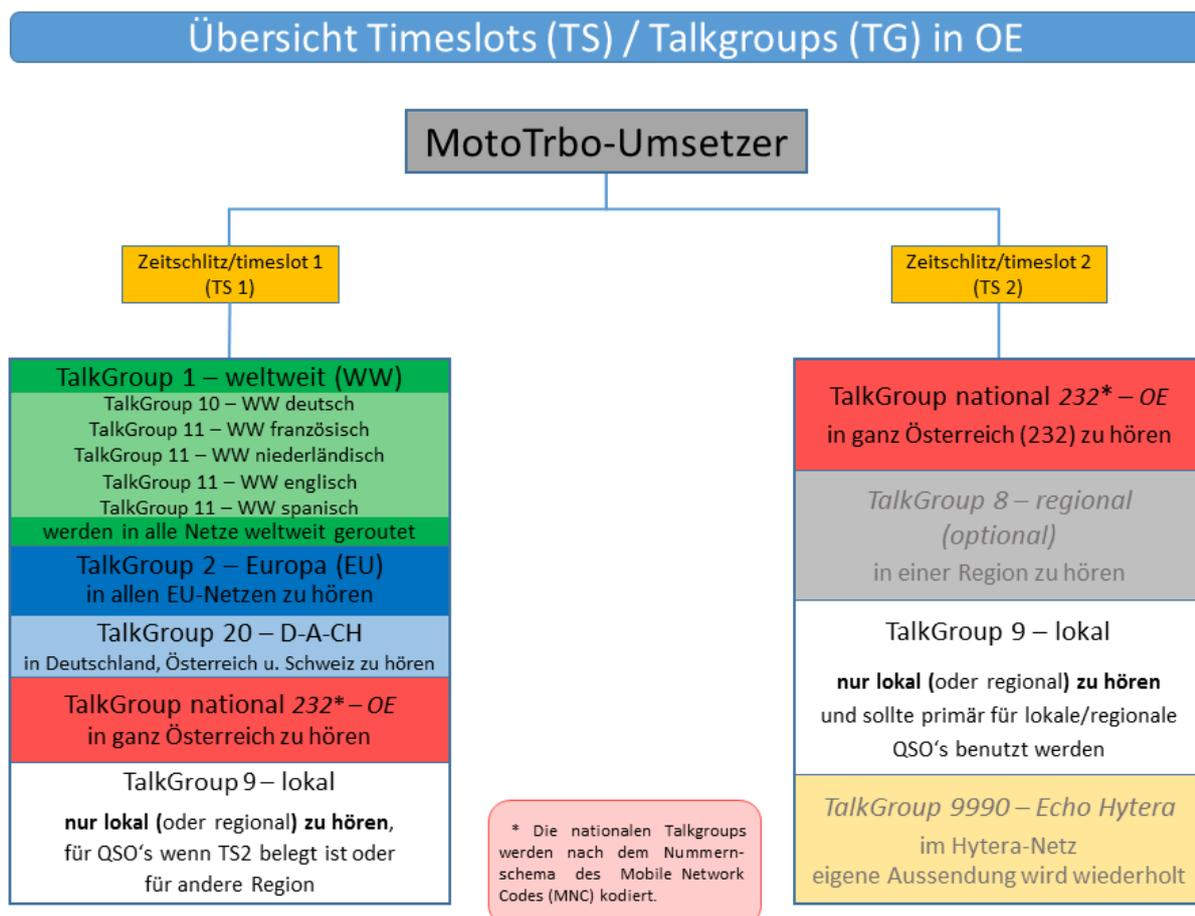 Übersicht Timeslots (TS) / Talkgroups (TG) in OE
MotoTrbo-Umsetzer
Zeitschlitz/timeslot 1
(TS 1)
TalkGroup 1 – weltweit (WW)
TalkGroup 10 – WW deutsch
TalkGroup 11 – WW französisch
TalkGroup 11 – WW niederländisch
TalkGroup 11 – WW englisch
TalkGroup 11 – WW spanisch
werden in alle Netze weltweit geroutet
TalkGroup 2 – Europa (EU)
in allen EU-Netzen zu hören
TalkGroup 20 – D-A-CH
in Deutschland, Österreich u. Schweiz zu hören
TalkGroup national 232* – OE
in ganz Österreich zu hören
TalkGroup 9 – lokal
nur lokal (oder regional) zu hören,
für QSO's wenn TS2 belegt ist oder
für andere Region
* Die nationalen Talkgroups
werden nach dem Nummern-
schema des Mobile Network
Codes (MNC) kodiert.
Zeitschlitz/timeslot 2
(TS 2)
TalkGroup national 232* – OE
in ganz Österreich (232) zu hören
TalkGroup 8 – regional
(optional)
in einer Region zu hören
TalkGroup 9 – lokal
nur lokal (oder regional) zu hören
und sollte primär für lokale/regionale
QSO's benutzt werden
TalkGroup 9990 – Echo Hytera
im Hytera-Netz
eigene Aussendung wird wiederholt